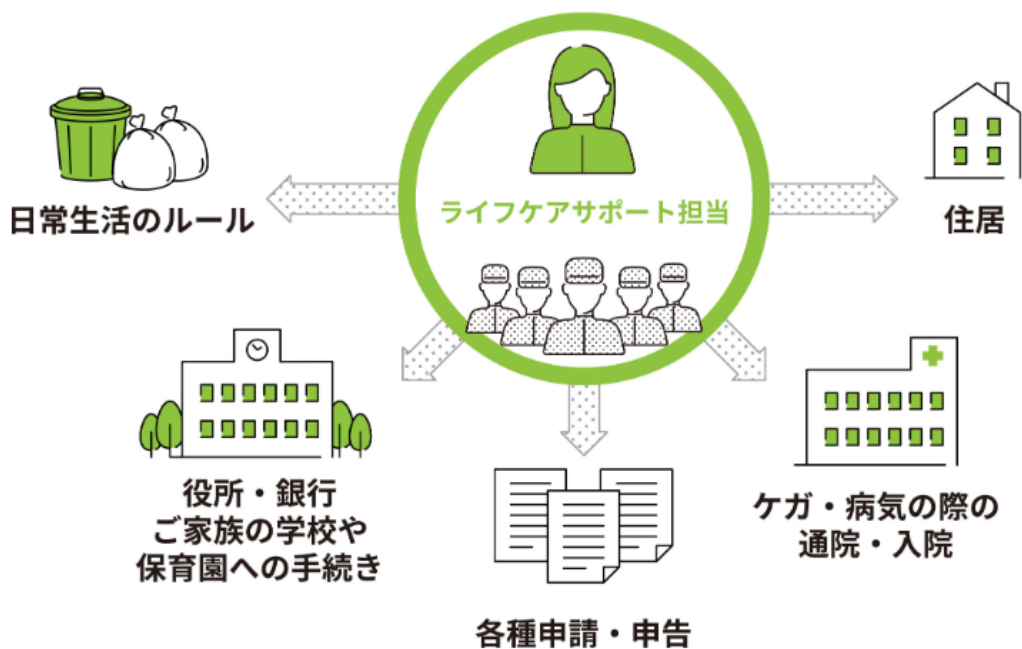 ライフケアサポート担当
日常生活のルール
住居
役所・銀行
ご家族の学校や
保育園への手続き
ケガ・病気の際の
通院・入院
各種申請・申告